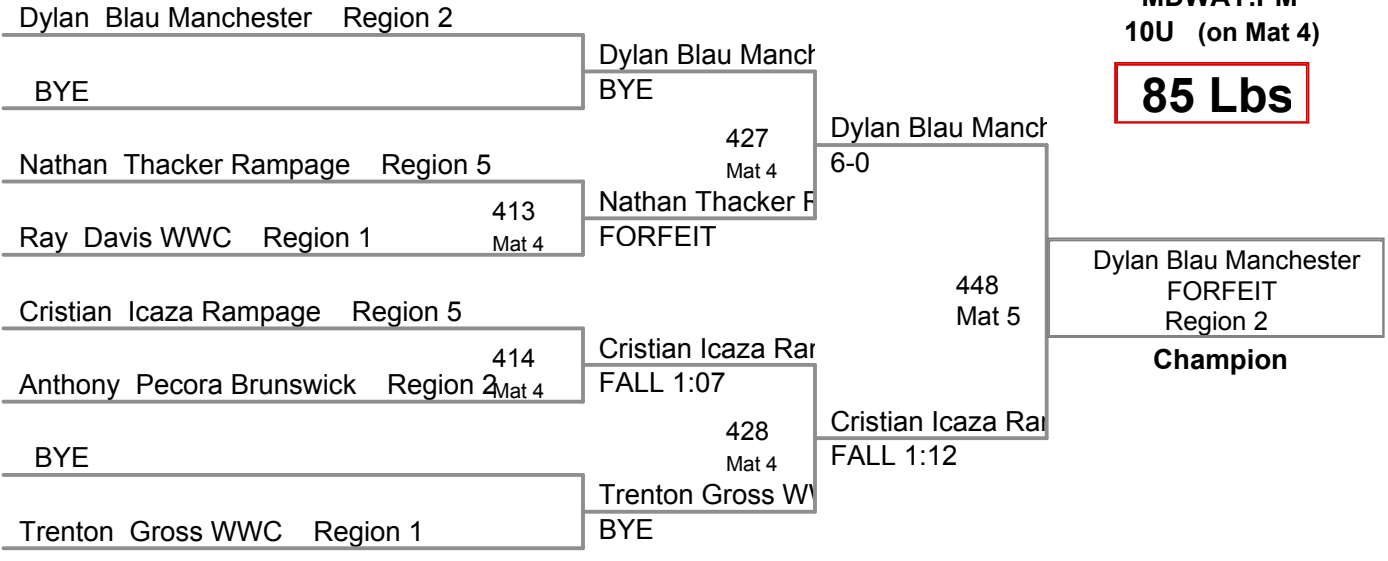 Dylan Blau Manchester Region 2
BYE
Nathan Thacker Rampage Region 5
413
Mat 4
Ray Davis WWC Region 1
Cristian Icaza Rampage Region 5
414
Mat 4
Anthony Pecora Brunswick Region 2
BYE
Trenton Gross WWC Region 1
Dylan Blau Manch
BYE
427
Mat 4
Nathan Thacker R
FORFEIT
Cristian Icaza Ran
FALL 1:07
428
Mat 4
Trenton Gross WW
BYE
Dylan Blau Manch
6-0
448
Mat 5
Cristian Icaza Ran
FALL 1:12
10U (on Mat 4)
85 Lbs
Dylan Blau Manchester
FORFEIT
Region 2
Champion